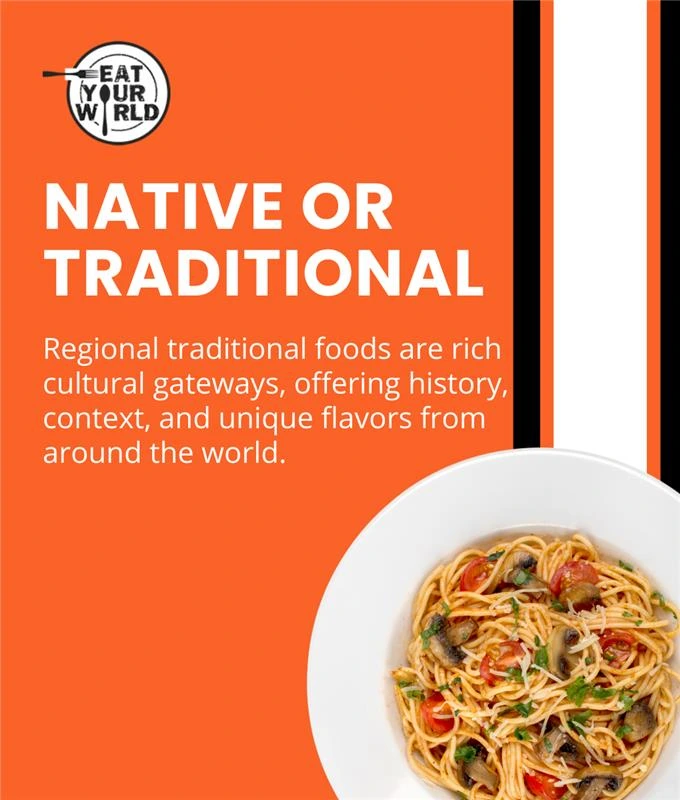 EAT
YOUR
WORLD
NATIVE OR
TRADITIONAL
Regional traditional foods are rich
cultural gateways, offering history,
context, and unique flavors from
around the world.